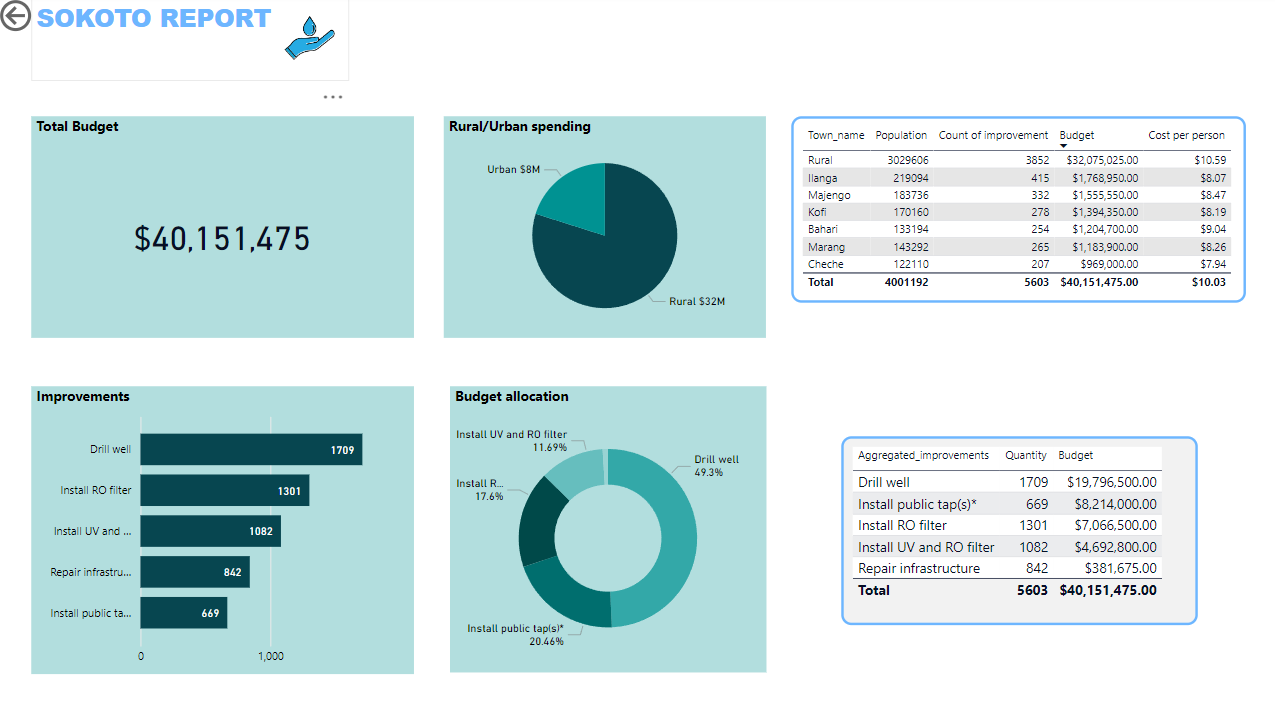 SOKOTO REPORT
Total Budget
$40,151,475
Rural/Urban spending
Urban $8M
Rural $32M
Town_name Population Count of improvement Budget Cost per person
Rural 3029606 3852 $32,075,025.00 $10.59
Ilanga 219094 415 $1,768,950.00 $8.07
Majengo 183736 332 $1,555,550.00 $8.47
Kofi 170160 278 $1,394,350.00 $8.19
Bahari 133194 254 $1,204,700.00 $9.04
Marang 143292 265 $1,183,900.00 $8.26
Cheche 122110 207 $969,000.00 $7.94
Total 4001192 5603 $40,151,475.00 $10.03
Improvements
Drill well 1709
Install RO filter 1301
Install UV and ... 1082
Repair infrastru... 842
Install public ta... 669
0 1,000
Budget allocation
Install UV and RO filter
11.69%
Drill well
49.3%
Install R...
17.6%
Install public tap(s)*
20.46%
Aggregated_improvements Quantity Budget
Drill well 1709 $19,796,500.00
Install public tap(s)* 669 $8,214,000.00
Install RO filter 1301 $7,066,500.00
Install UV and RO filter 1082 $4,692,800.00
Repair infrastructure 842 $381,675.00
Total 5603 $40,151,475.00